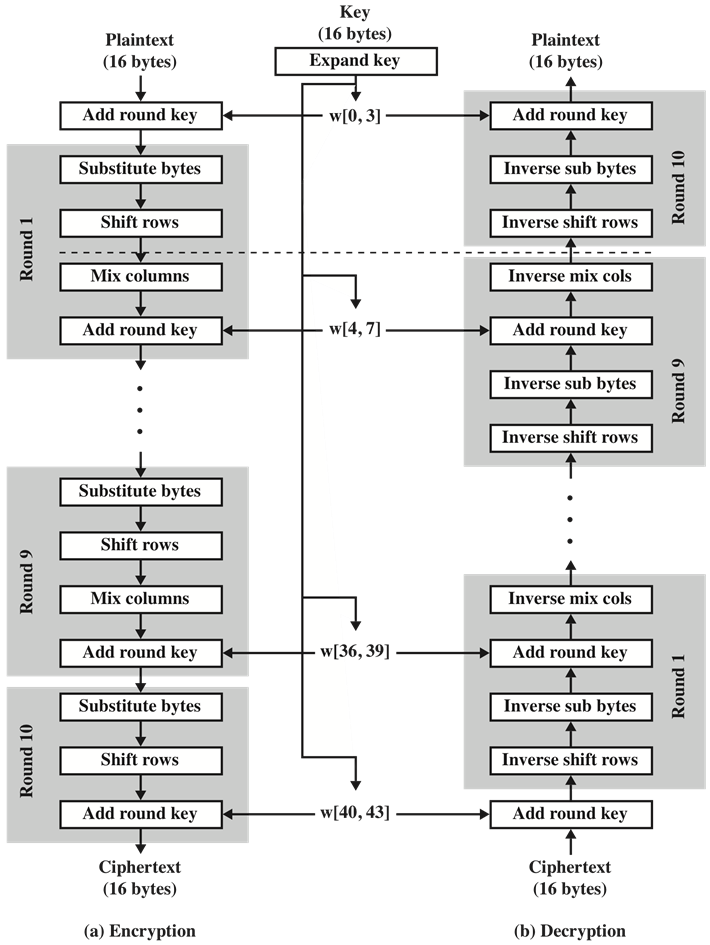 Key
(16 bytes)
Expand key
Plaintext
(16 bytes)
Add round key
Round 1
Substitute bytes
Shift rows
Mix columns
Add round key
Round 9
Substitute bytes
Shift rows
Mix columns
Add round key
Round 10
Substitute bytes
Shift rows
Add round key
Ciphertext
(16 bytes)
(a) Encryption
w[0, 3]
w[4, 7]
w[36, 39]
w[40, 43]
Plaintext
(16 bytes)
Add round key
Inverse sub bytes
Inverse shift rows
Round 10
Inverse mix cols
Add round key
Inverse sub bytes
Inverse shift rows
Round 9
Inverse mix cols
Add round key
Inverse sub bytes
Inverse shift rows
Round 1
Add round key
Ciphertext
(16 bytes)
(b) Decryption